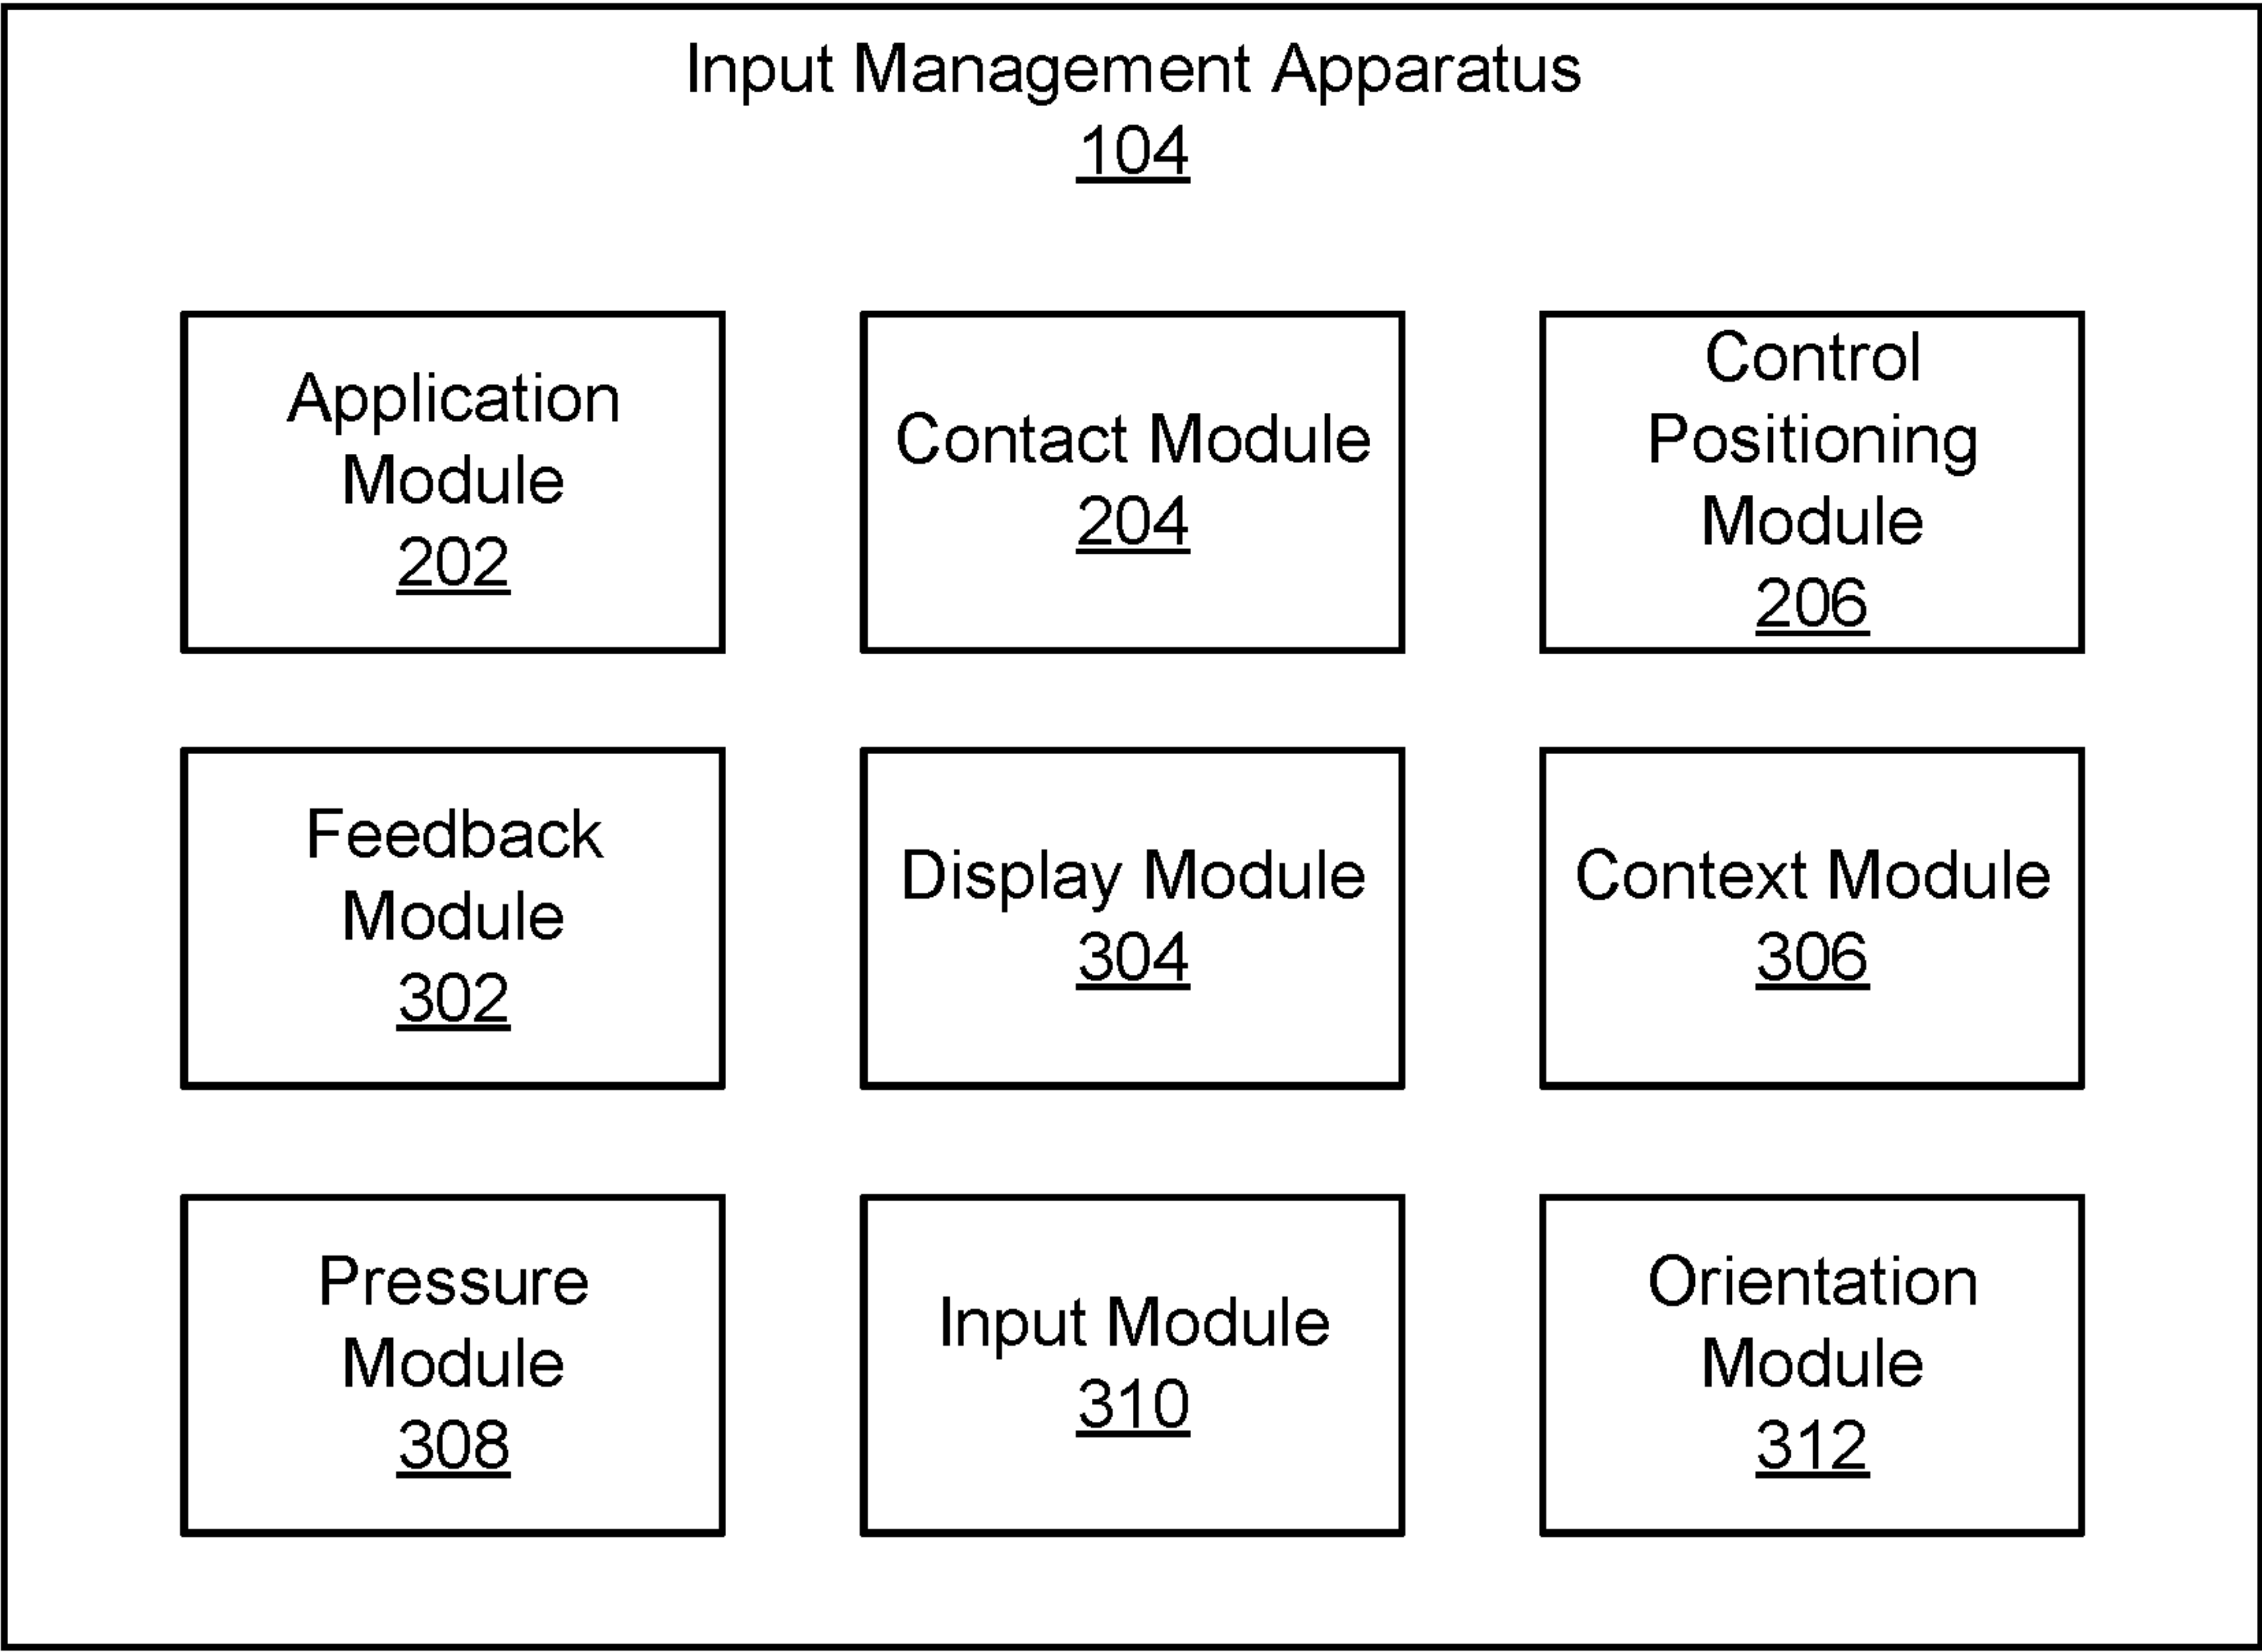 Input Management Apparatus
104
Application
Module
202
Contact Module
204
Control
Positioning
Module
206
Feedback
Module
302
Display Module
304
Context Module
306
Pressure
Module
308
Input Module
310
Orientation
Module
312